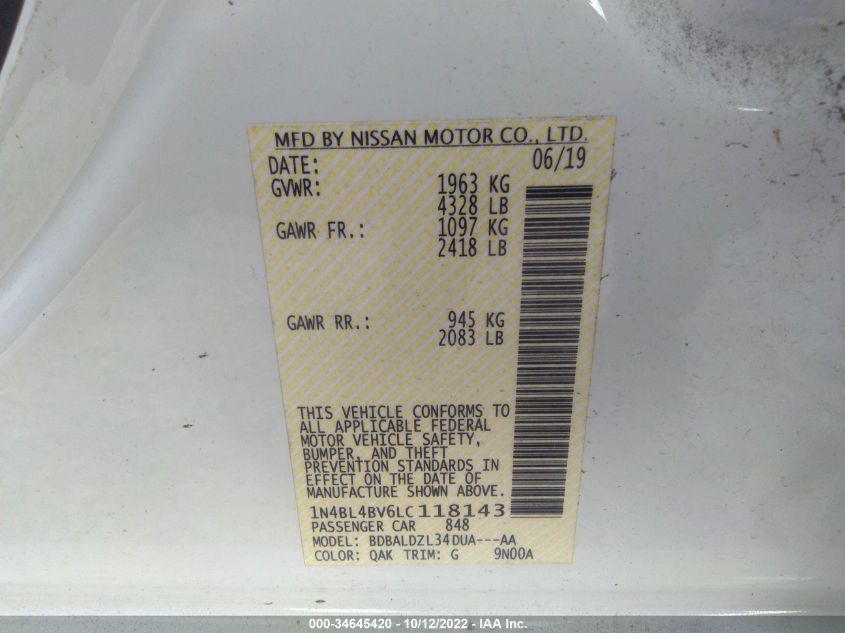 MFD BY NISSAN MOTOR CO., LTD.
DATE: 06/19
GVWR: 1963 KG
4328 LB
GAWR FR.: 1097 KG
2418 LB
GAWR RR.: 945 KG
2083 LB
THIS VEHICLE CONFORMS TO
ALL APPLICABLE FEDERAL
MOTOR VEHICLE SAFETY,
BUMPER, AND THEFT
PREVENTION STANDARDS IN
EFFECT ON THE DATE OF
MANUFACTURE SHOWN ABOVE.
1N4BL4BV6LC118143
PASSENGER CAR 848
MODEL: BDBALDZL34DUA---AA
COLOR: QAK TRIM: G 9N00A
000-34645420 - 10/12/2022 - IAA Inc.